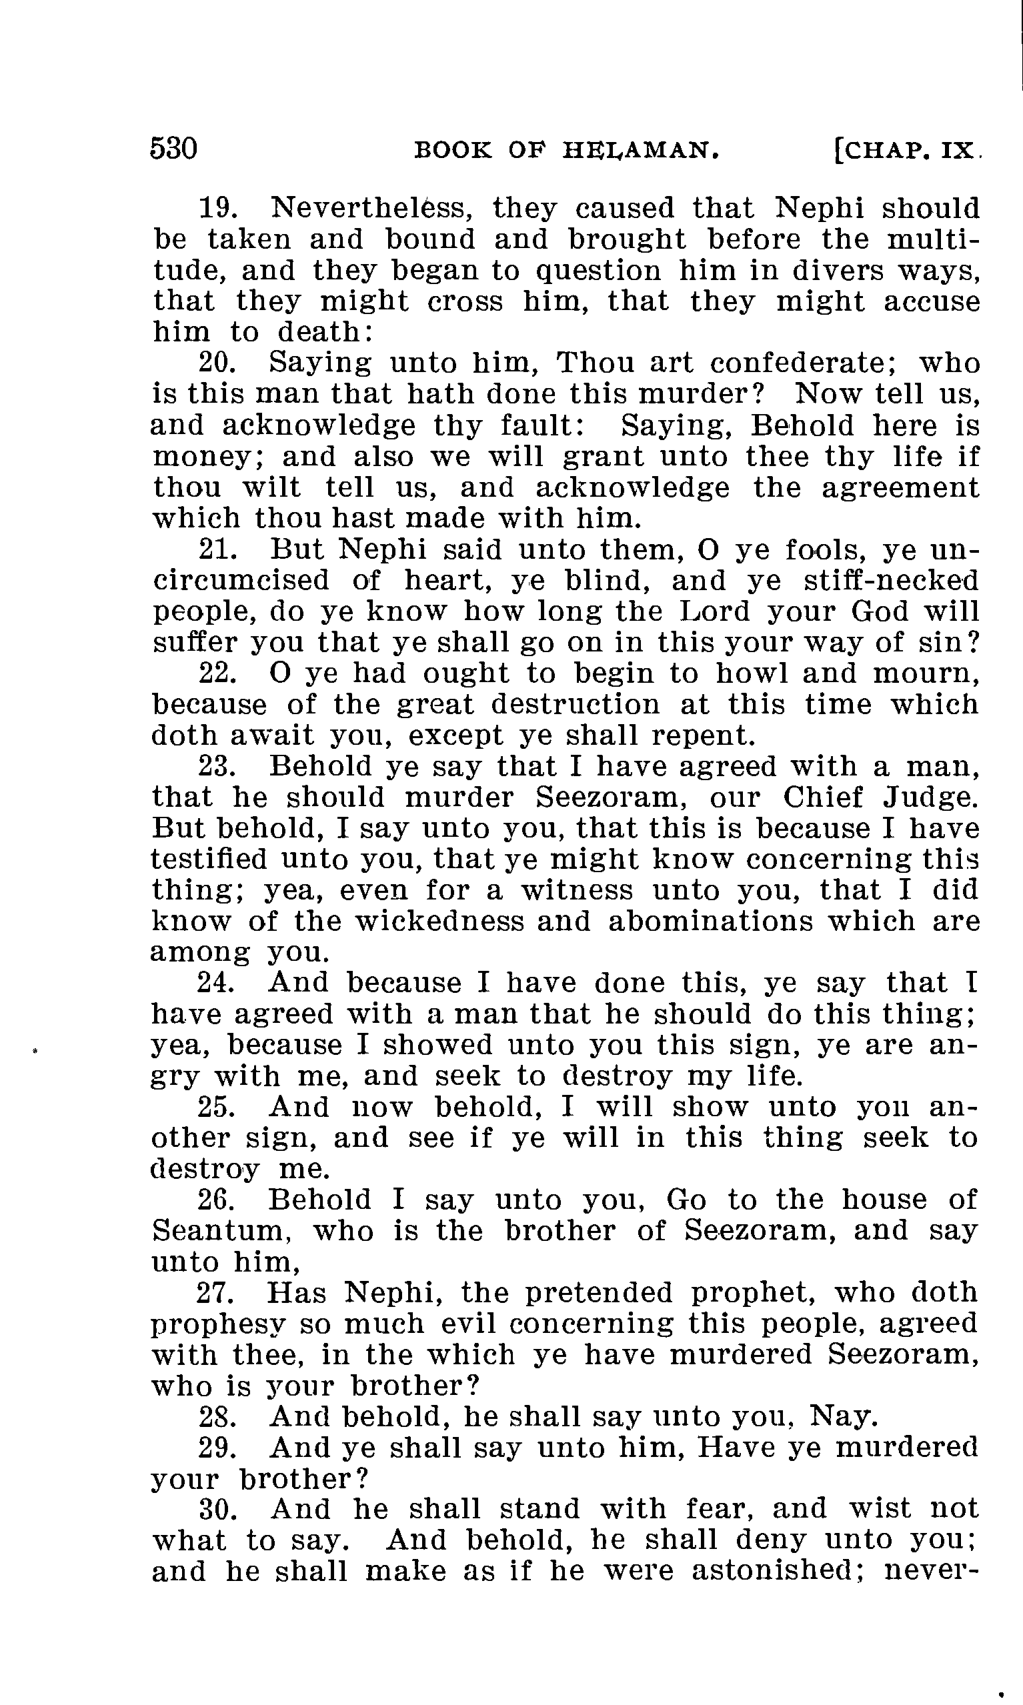 530 BOOK OF HELAMAN. [CHAP. IX.
19. Nevertheless, they caused that Nephi should
be taken and bound and brought before the multi-
tude, and they began to question him in divers ways,
that they might cross him, that they might accuse
him to death:
20. Saying unto him, Thou art confederate; who
is this man that hath done this murder? Now tell us,
and acknowledge thy fault: Saying, Behold here is
money; and also we will grant unto thee thy life if
thou wilt tell us, and acknowledge the agreement
which thou hast made with him.
21. But Nephi said unto them, O ye fools, ye un-
circumcised of heart, ye blind, and ye stiff-necked
people, do ye know how long the Lord your God will
suffer you that ye shall go on in this your way of sin?
22. O ye had ought to begin to howl and mourn,
because of the great destruction at this time which
doth await you, except ye shall repent.
23. Behold ye say that I have agreed with a man,
that he should murder Seezoram, our Chief Judge.
But behold, I say unto you, that this is because I have
testified unto you, that ye might know concerning this
thing; yea, even for a witness unto you, that I did
know of the wickedness and abominations which are
among you.
24. And because I have done this, ye say that I
have agreed with a man that he should do this thing;
yea, because I showed unto you this sign, ye are an-
gry with me, and seek to destroy my life.
25. And now behold, I will show unto you an-
other sign, and see if ye will in this thing seek to
destroy me.
26. Behold I say unto you, Go to the house of
Seantum, who is the brother of Seezoram, and say
unto him,
27. Has Nephi, the pretended prophet, who doth
prophesy so much evil concerning this people, agreed
with thee, in the which ye have murdered Seezoram,
who is your brother?
28. And behold, he shall say unto you, Nay.
29. And ye shall say unto him, Have ye murdered
your brother?
30. And he shall stand with fear, and wist not
what to say. And behold, he shall deny unto you;
and he shall make as if he were astonished; never-